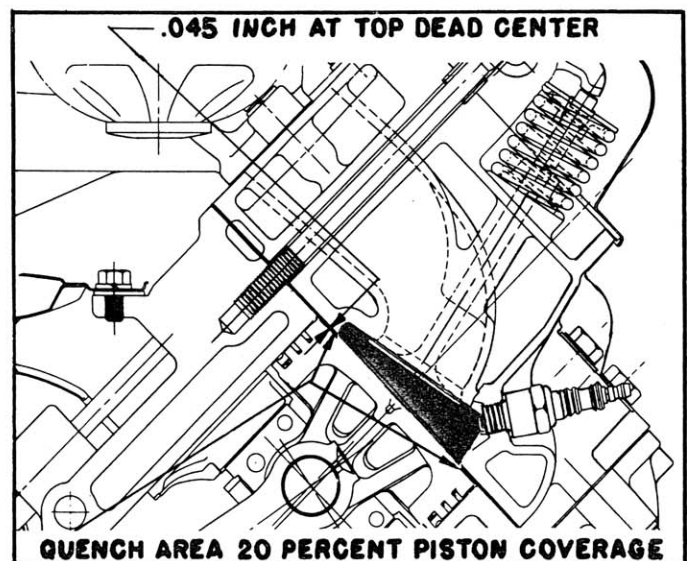 .045 INCH AT TOP DEAD CENTER
QUENCH AREA 20 PERCENT PISTON COVERAGE